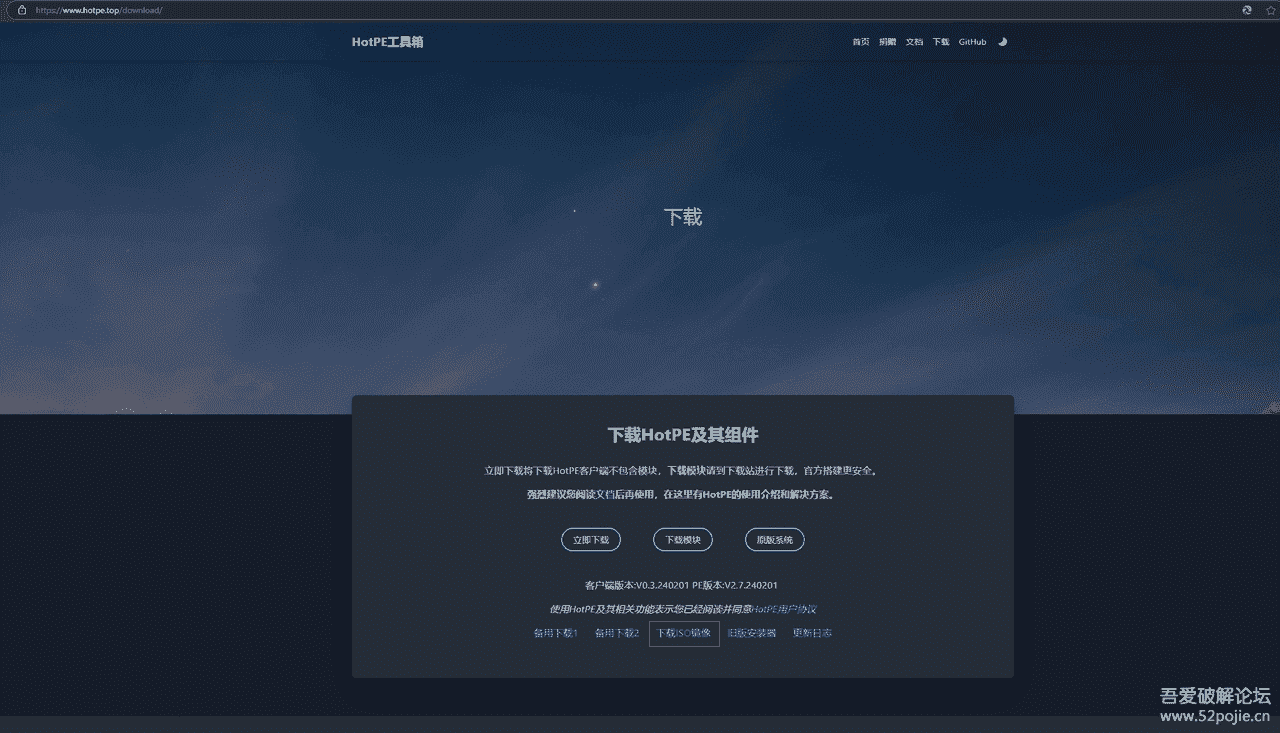 https://www.hotpe.top/download/
HotPE工具箱
首页 捐赠 文档 下载 GitHub
下载
下载HotPE及其组件
立即下载将下载HotPE客户端不包含模块，下载模块请到下载站进行下载，官方搭建更安全。
强烈建议您阅读文档后再使用，在这里有HotPE的使用介绍和解决方案。
立即下载 下载模块 原版系统
客户端版本:V0.3.240201 PE版本:V2.7.240201
使用HotPE及其相关功能表示您已经阅读并同意HotPE用户协议
备用下载1 备用下载2 下载ISO镜像 旧版安装器 更新日志
吾爱破解论坛
www.52pojie.cn